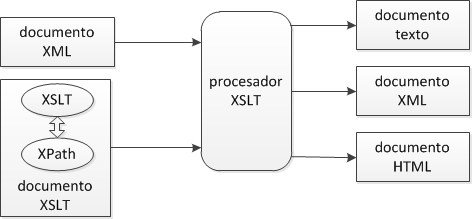 documento
XML
XSLT
XPath
documento
XSLT
procesador
XSLT
documento
texto
documento
XML
documento
HTML